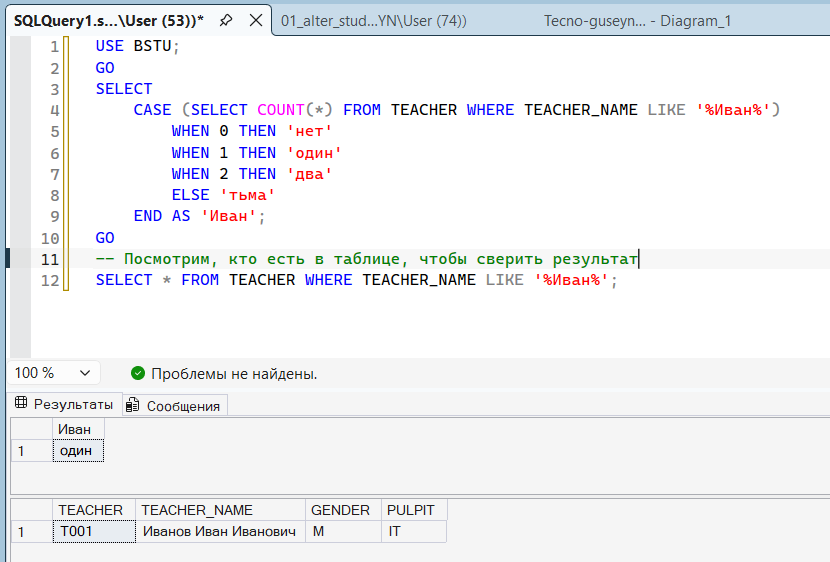 SQLQuery1.s...\User (53))* 01_alter_stud...YN\User (74)) Tecno-guseyn... - Diagram_1
1 USE BSTU;
2 GO
3 SELECT
4 CASE (SELECT COUNT(*) FROM TEACHER WHERE TEACHER_NAME LIKE '%Иван%')
5 WHEN 0 THEN 'нет'
6 WHEN 1 THEN 'один'
7 WHEN 2 THEN 'два'
8 ELSE 'тьма'
9 END AS 'Иван';
10 GO
11 -- Посмотрим, кто есть в таблице, чтобы сверить результат
12 SELECT * FROM TEACHER WHERE TEACHER_NAME LIKE '%Иван%';
100 % Проблемы не найдены.
Результаты Сообщения
Иван
1 один
TEACHER TEACHER_NAME GENDER PULPIT
1 T001 Иванов Иван Иванович M IT